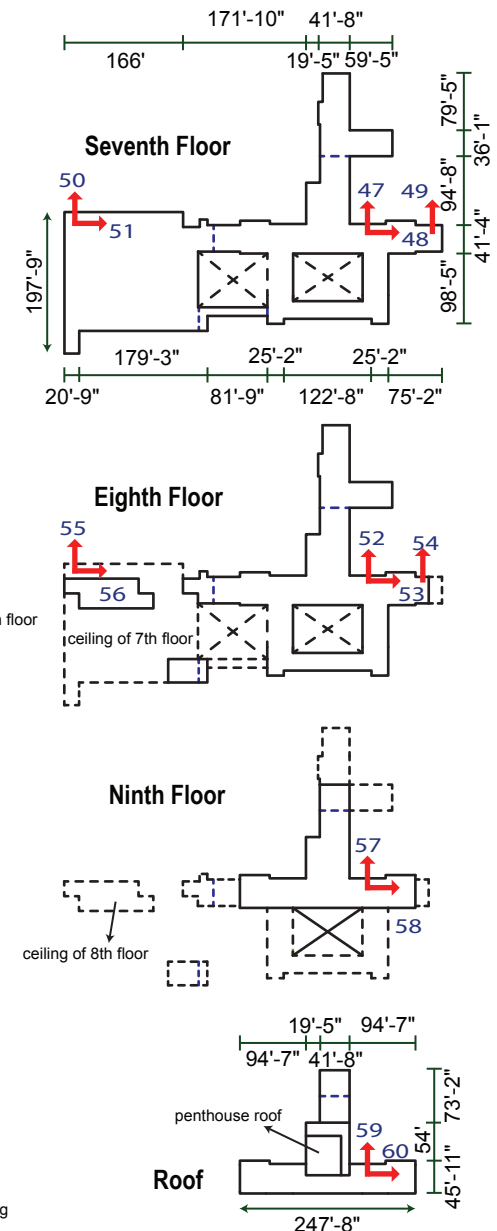 171'-10" 41'-8"
166' 19'-5" 59'-5"
79'-5"
36'-1"
Seventh Floor
94'-8"
50 47 49
51 48
41'-4"
197'-9"
98'-5"
179'-3" 25'-2" 25'-2"
20'-9" 81'-9" 122'-8" 75'-2"
Eighth Floor
55 52 54
56 53
floor
ceiling of 7th floor
Ninth Floor
57
58
ceiling of 8th floor
19'-5" 94'-7"
94'-7" 41'-8"
73'-2"
penthouse roof
59
54'
60
Roof
45'-11"
247'-8"